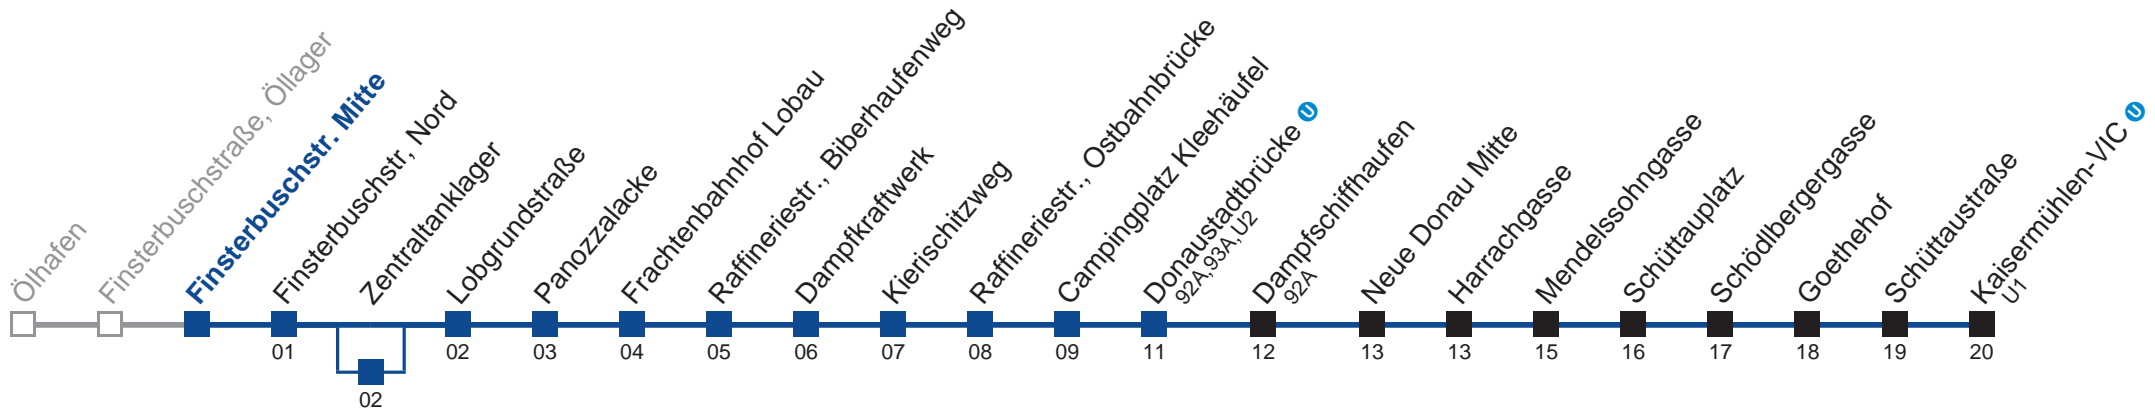 Ölhafen
Finsterbuschstraße, Öllager
Finsterbuschstr. Mitte
Finsterbuschstr, Nord
Zentraltanklager
Lobgrundstraße
Panozzalacke
Frachtenbahnhof Lobau
Raffineriestr., Biberhaufenweg
Dampfkraftwerk
Kierischitzweg
Raffineriestr., Ostbahnbrücke
Campingplatz Kleehäufel
Donaustadtbrücke U
92A,93A,U2
Dampfschiffhaufen
92A
Neue Donau Mitte
Harrachgasse
Mendelssohngasse
Schüttauplatz
Schödlbergergasse
Goethehof
Schüttaustraße
Kaisermühlen-VIC U
U1
01
02
03
04
05
06
07
08
09
11
12
13
13
15
16
17
18
19
20
02